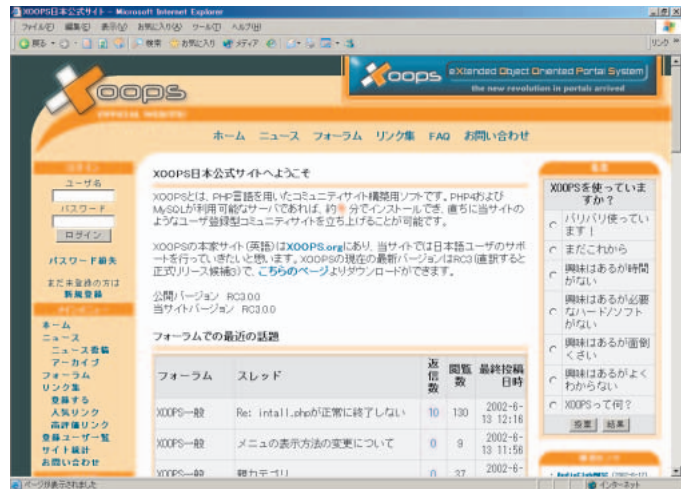 XOOPS日本公式サイト - Microsoft Internet Explorer
ファイル(F) 編集(E) 表示(V) お気に入り(A) ツール(T) ヘルプ(H)
戻る 検索 お気に入り メディア
リンク
xoops
OFFICIAL WEBSITE
xoops eXtended Object Oriented Portal System
the new revolution in portals arrived
ホーム ニュース フォーラム リンク集 FAQ お問い合わせ
ログイン
ユーザ名
パスワード
ログイン
パスワード紛失
まだ未登録の方は
新規登録
メインメニュー
ホーム
ニュース
ニュース投稿
アーカイブ
フォーラム
リンク集
登録する
人気リンク
高評価リンク
登録ユーザ一覧
サイト統計
お問い合わせ
XOOPS日本公式サイトへようこそ
XOOPSとは、PHP言語を用いたコミュニティサイト構築用ソフトです。PHP4および
MySQLが利用可能なサーバであれば、約 分でインストールでき、直ちに当サイトの
ようなユーザ登録型コミュニティサイトを立ち上げることが可能です。
XOOPSの本家サイト(英語)はXOOPS.orgにあり、当サイトでは日本語ユーザのサポ
ートを行っていきたいと思います。XOOPSの現在の最新バージョンはRC3(直訳すると
正式リリース候補3)で、こちらのページよりダウンロードができます。
公開バージョン RC3.0.0
当サイトバージョン RC3.0.0
フォーラムでの最近の話題
フォーラム スレッド 返信数 閲覧数 最終投稿日時
XOOPS一般 Re: intall.phpが正常に終了しない 10 130 2002-6-13 12:16
XOOPS一般 メニュの表示方法の変更について 0 9 2002-6-13 11:56
XOOPS一般 親カテゴリ 0 37 2002-6-
投票
XOOPSを使っていますか?
バリバリ使っています!
まだこれから
興味はあるが時間がない
興味はあるが必要なハード/ソフトがない
興味はあるが面倒くさい
興味はあるがよくわからない
XOOPSって何?
投票 結果
ページが表示されました
インターネット